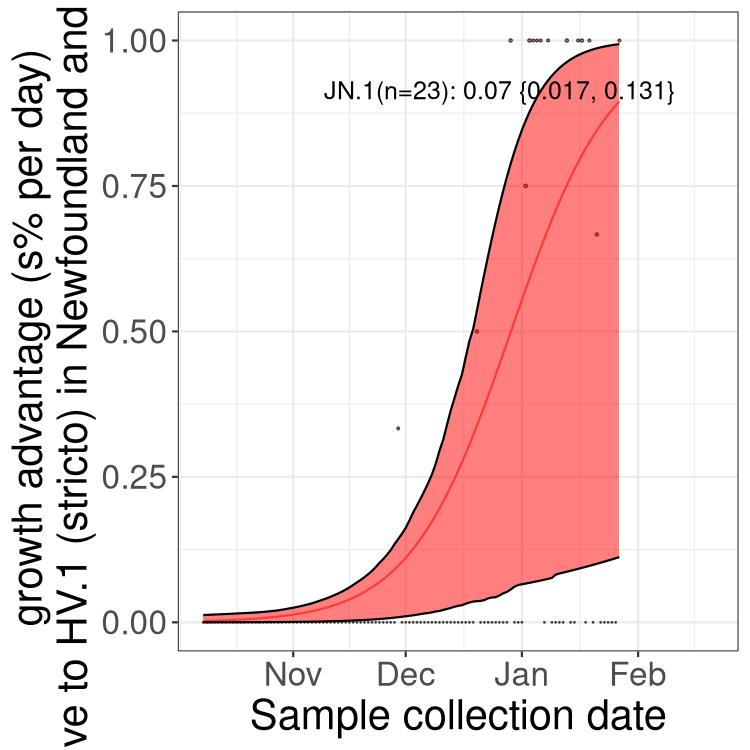 growth advantage (s% per day)
ve to HV.1 (stricto) in Newfoundland and
1.00
0.75
0.50
0.25
0.00
JN.1(n=23): 0.07 {0.017, 0.131}
Nov Dec Jan Feb
Sample collection date